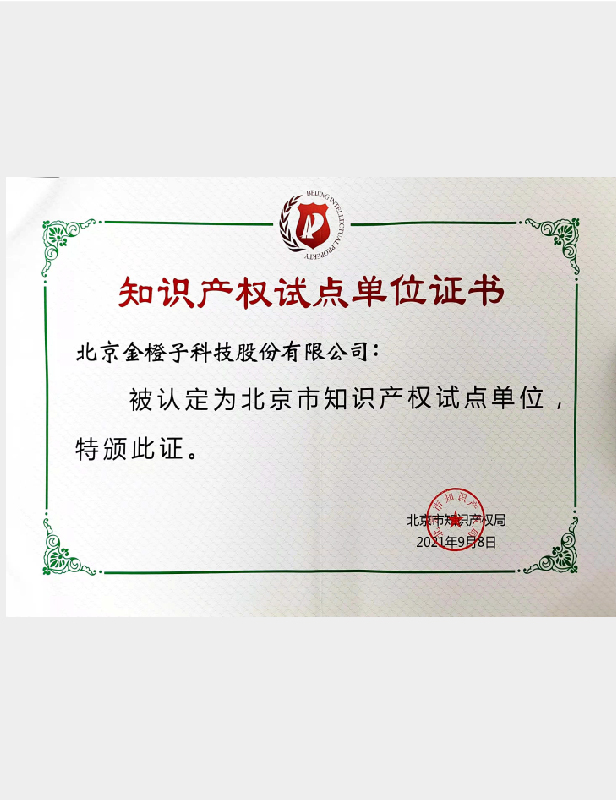 BEIJING INTELLECTUAL PROPERTY
知识产权试点单位证书
北京金橙子科技股份有限公司：
被认定为北京市知识产权试点单位，
特颁此证。
北京市知识产权局
2021年9月8日